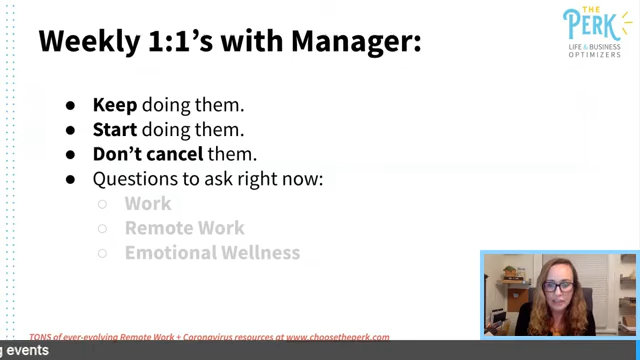 THE
PERK
LIFE & BUSINESS
OPTIMIZERS
Weekly 1:1's with Manager:
● Keep doing them.
● Start doing them.
● Don't cancel them.
● Questions to ask right now:
○ Work
○ Remote Work
○ Emotional Wellness
TONS of ever-evolving Remote Work + Coronavirus resources at www.choosetheperk.com
g events